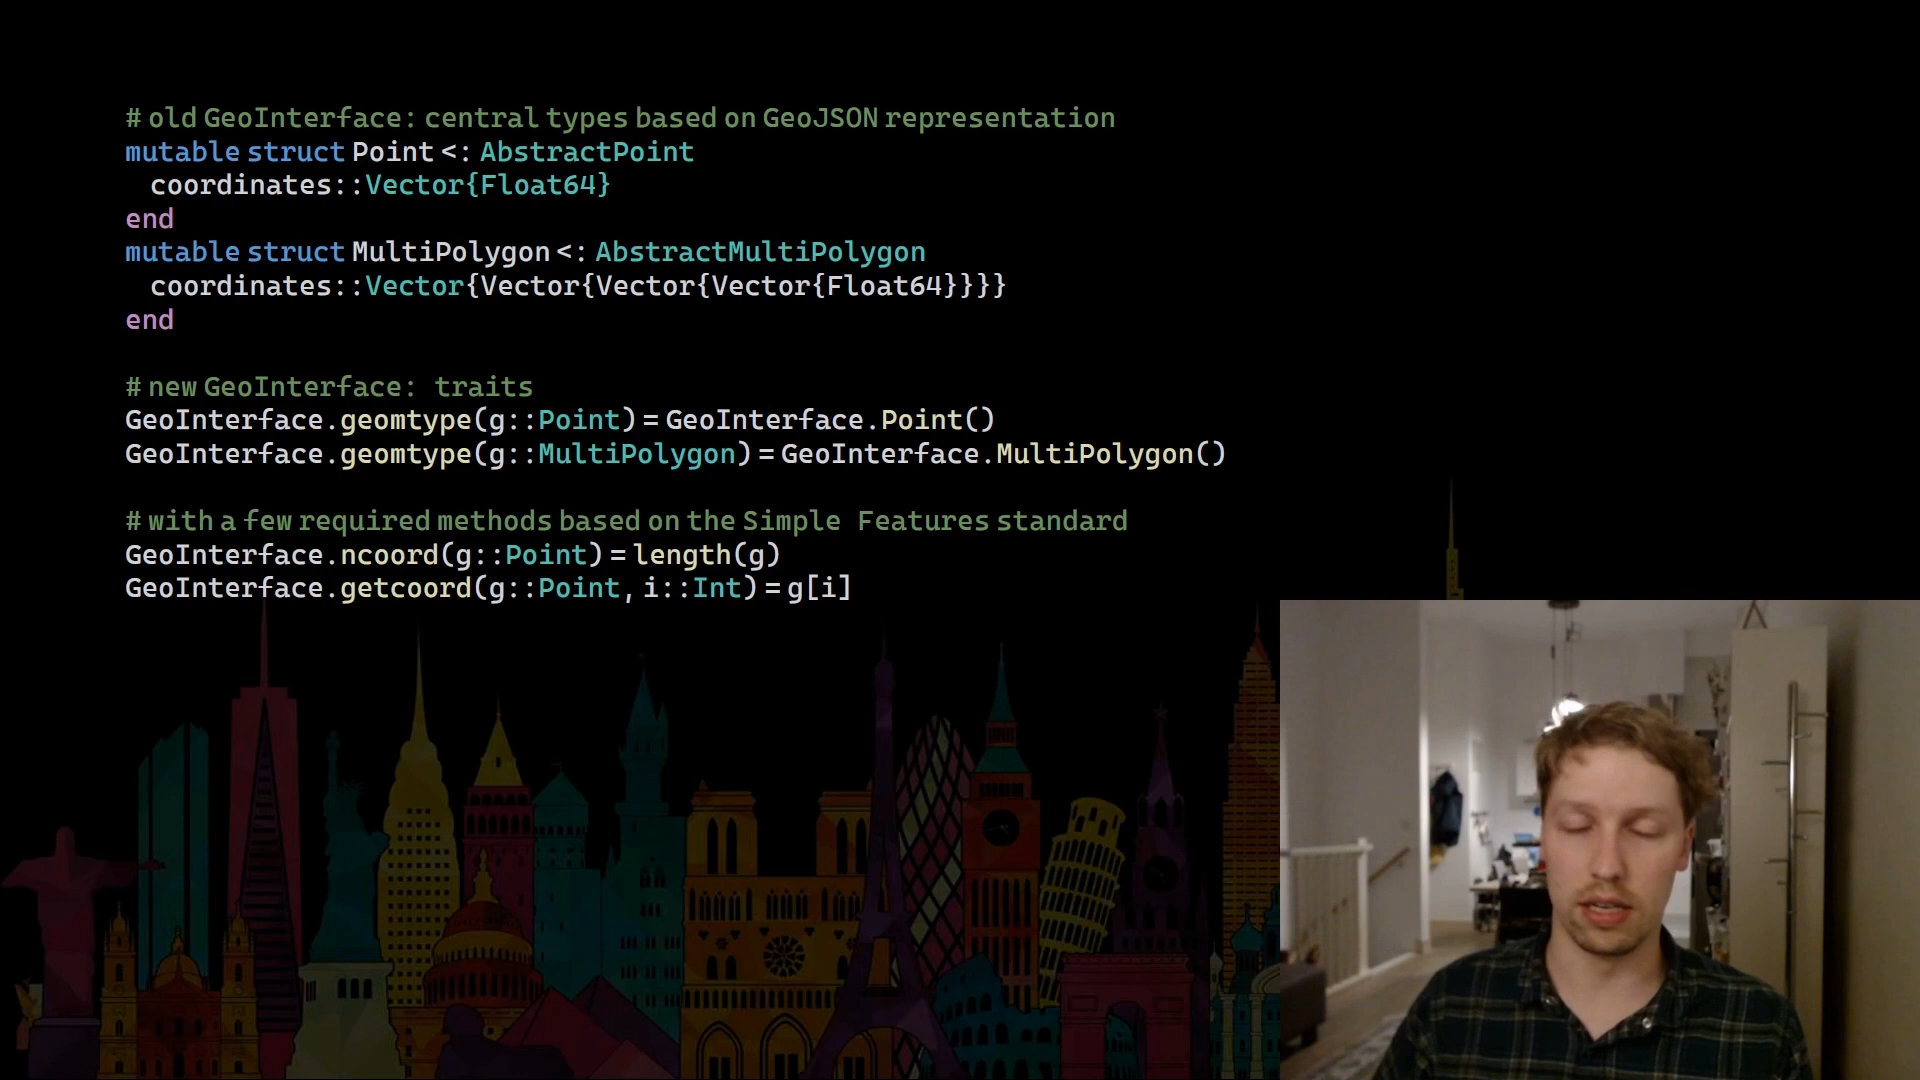 # old GeoInterface: central types based on GeoJSON representation
mutable struct Point <: AbstractPoint
  coordinates::Vector{Float64}
end
mutable struct MultiPolygon <: AbstractMultiPolygon
  coordinates::Vector{Vector{Vector{Vector{Float64}}}}
end

# new GeoInterface: traits
GeoInterface.geomtype(g::Point) = GeoInterface.Point()
GeoInterface.geomtype(g::MultiPolygon) = GeoInterface.MultiPolygon()

# with a few required methods based on the Simple Features standard
GeoInterface.ncoord(g::Point) = length(g)
GeoInterface.getcoord(g::Point, i::Int) = g[i]